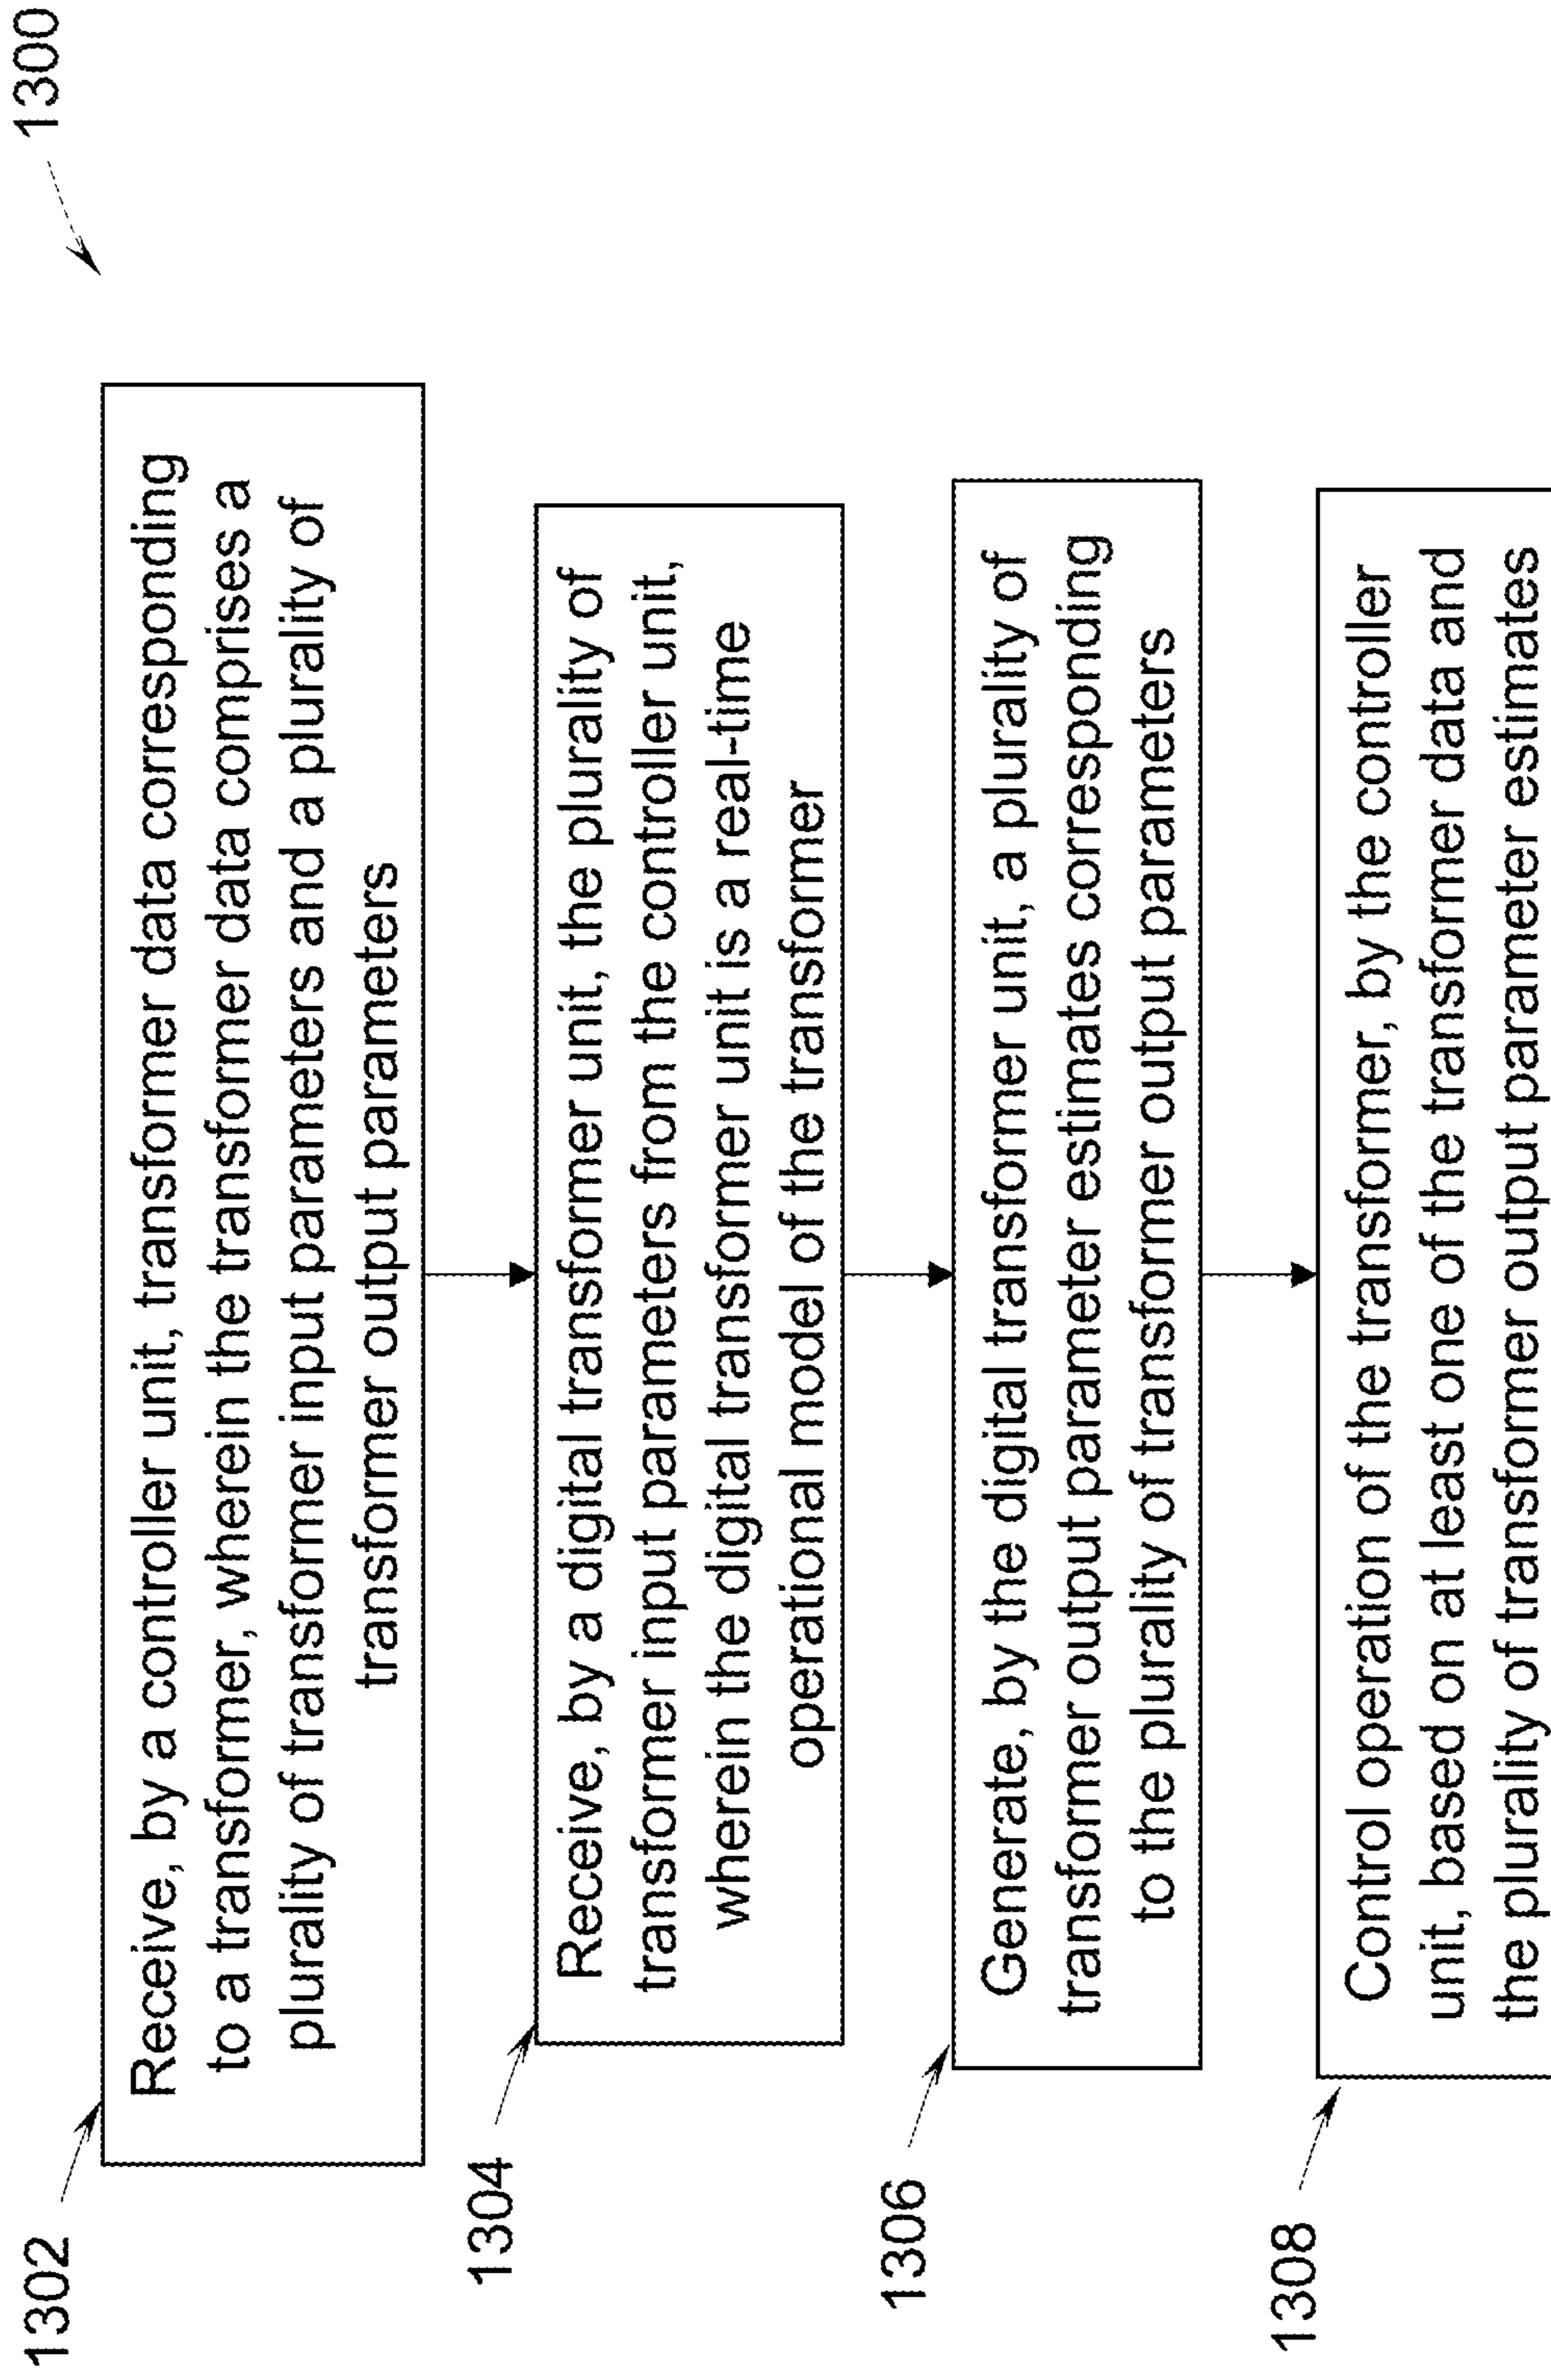 1300
1302
Receive, by a controller unit, transformer data corresponding
to a transformer, wherein the transformer data comprises a
plurality of transformer input parameters and a plurality of
transformer output parameters
1304
Receive, by a digital transformer unit, the plurality of
transformer input parameters from the controller unit,
wherein the digital transformer unit is a real-time
operational model of the transformer
1306
Generate, by the digital transformer unit, a plurality of
transformer output parameter estimates corresponding
to the plurality of transformer output parameters
1308
Control operation of the transformer, by the controller
unit, based on at least one of the transformer data and
the plurality of transformer output parameter estimates